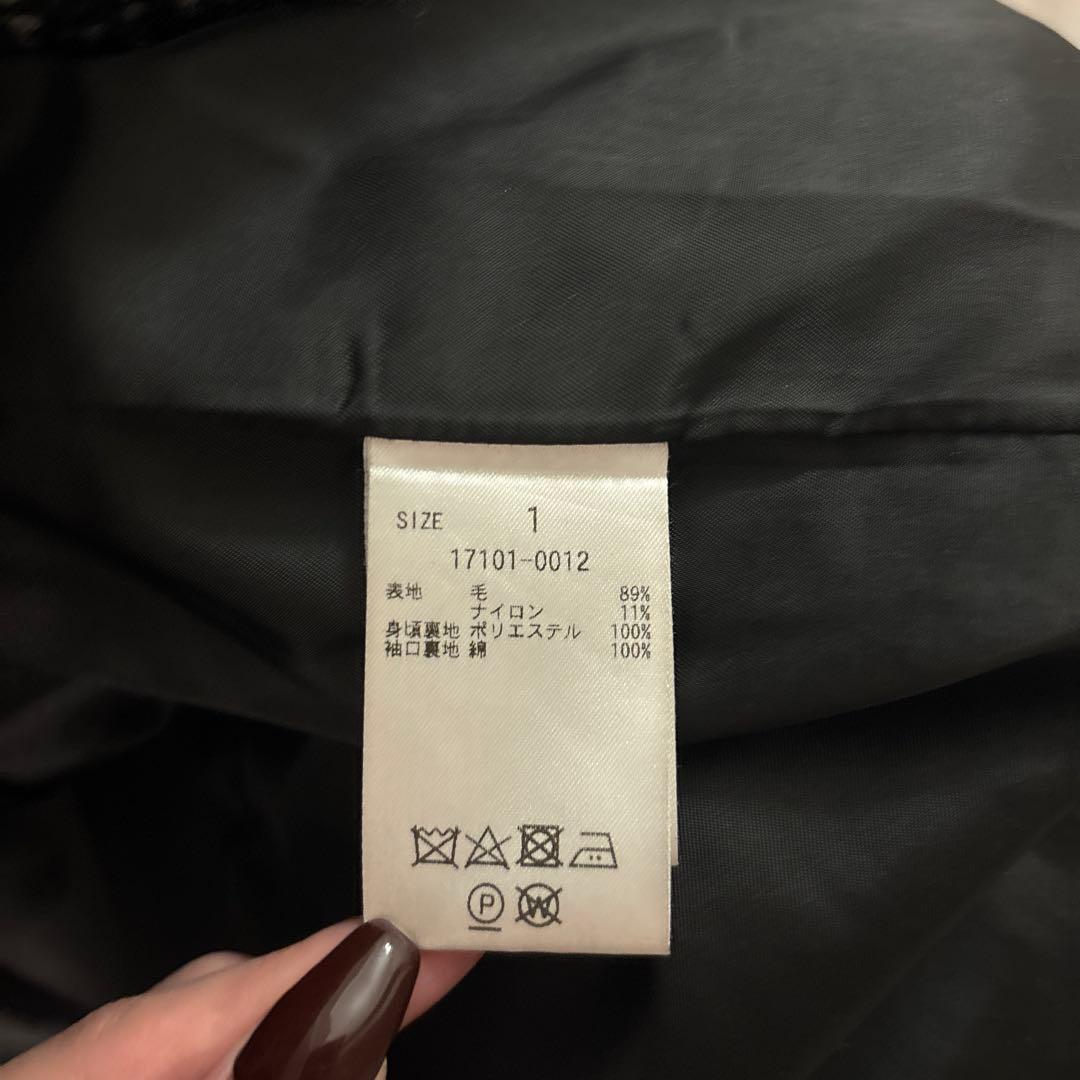 SIZE 1
17101-0012
表地 毛 89%
ナイロン 11%
身頃裏地 ポリエステル 100%
袖口裏地 綿 100%
P W